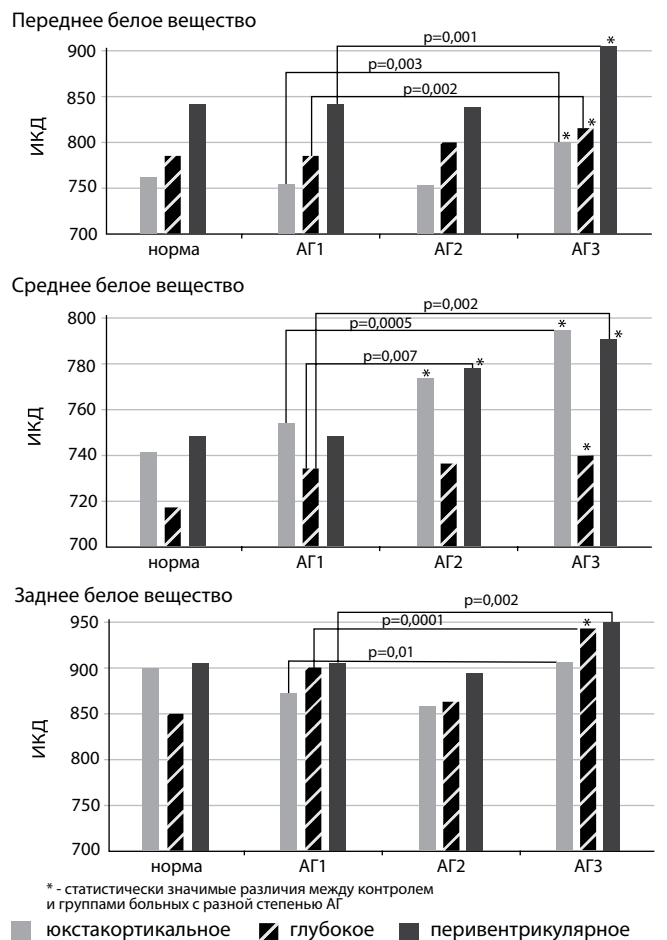 Переднее белое вещество
p=0,001
900
*
p=0,003
850
p=0,002
ИКД
800
* *
750
700
норма АГ1 АГ2 АГ3
Среднее белое вещество
p=0,002
800
p=0,0005 *
*
780
p=0,007 *
*
760
ИКД
740
*
720
700
норма АГ1 АГ2 АГ3
Заднее белое вещество
p=0,002
950
p=0,0001 *
900
p=0,01
850
ИКД
800
750
700
норма АГ1 АГ2 АГ3
* - статистически значимые различия между контролем
и группами больных с разной степенью АГ
юкстакортикальное глубокое перивентрикулярное